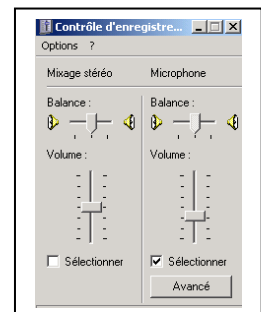 Contrôle d'enregistre...
Options ?
Mixage stéréo Microphone
Balance : Balance :
Volume : Volume :
Sélectionner Sélectionner
Avancé